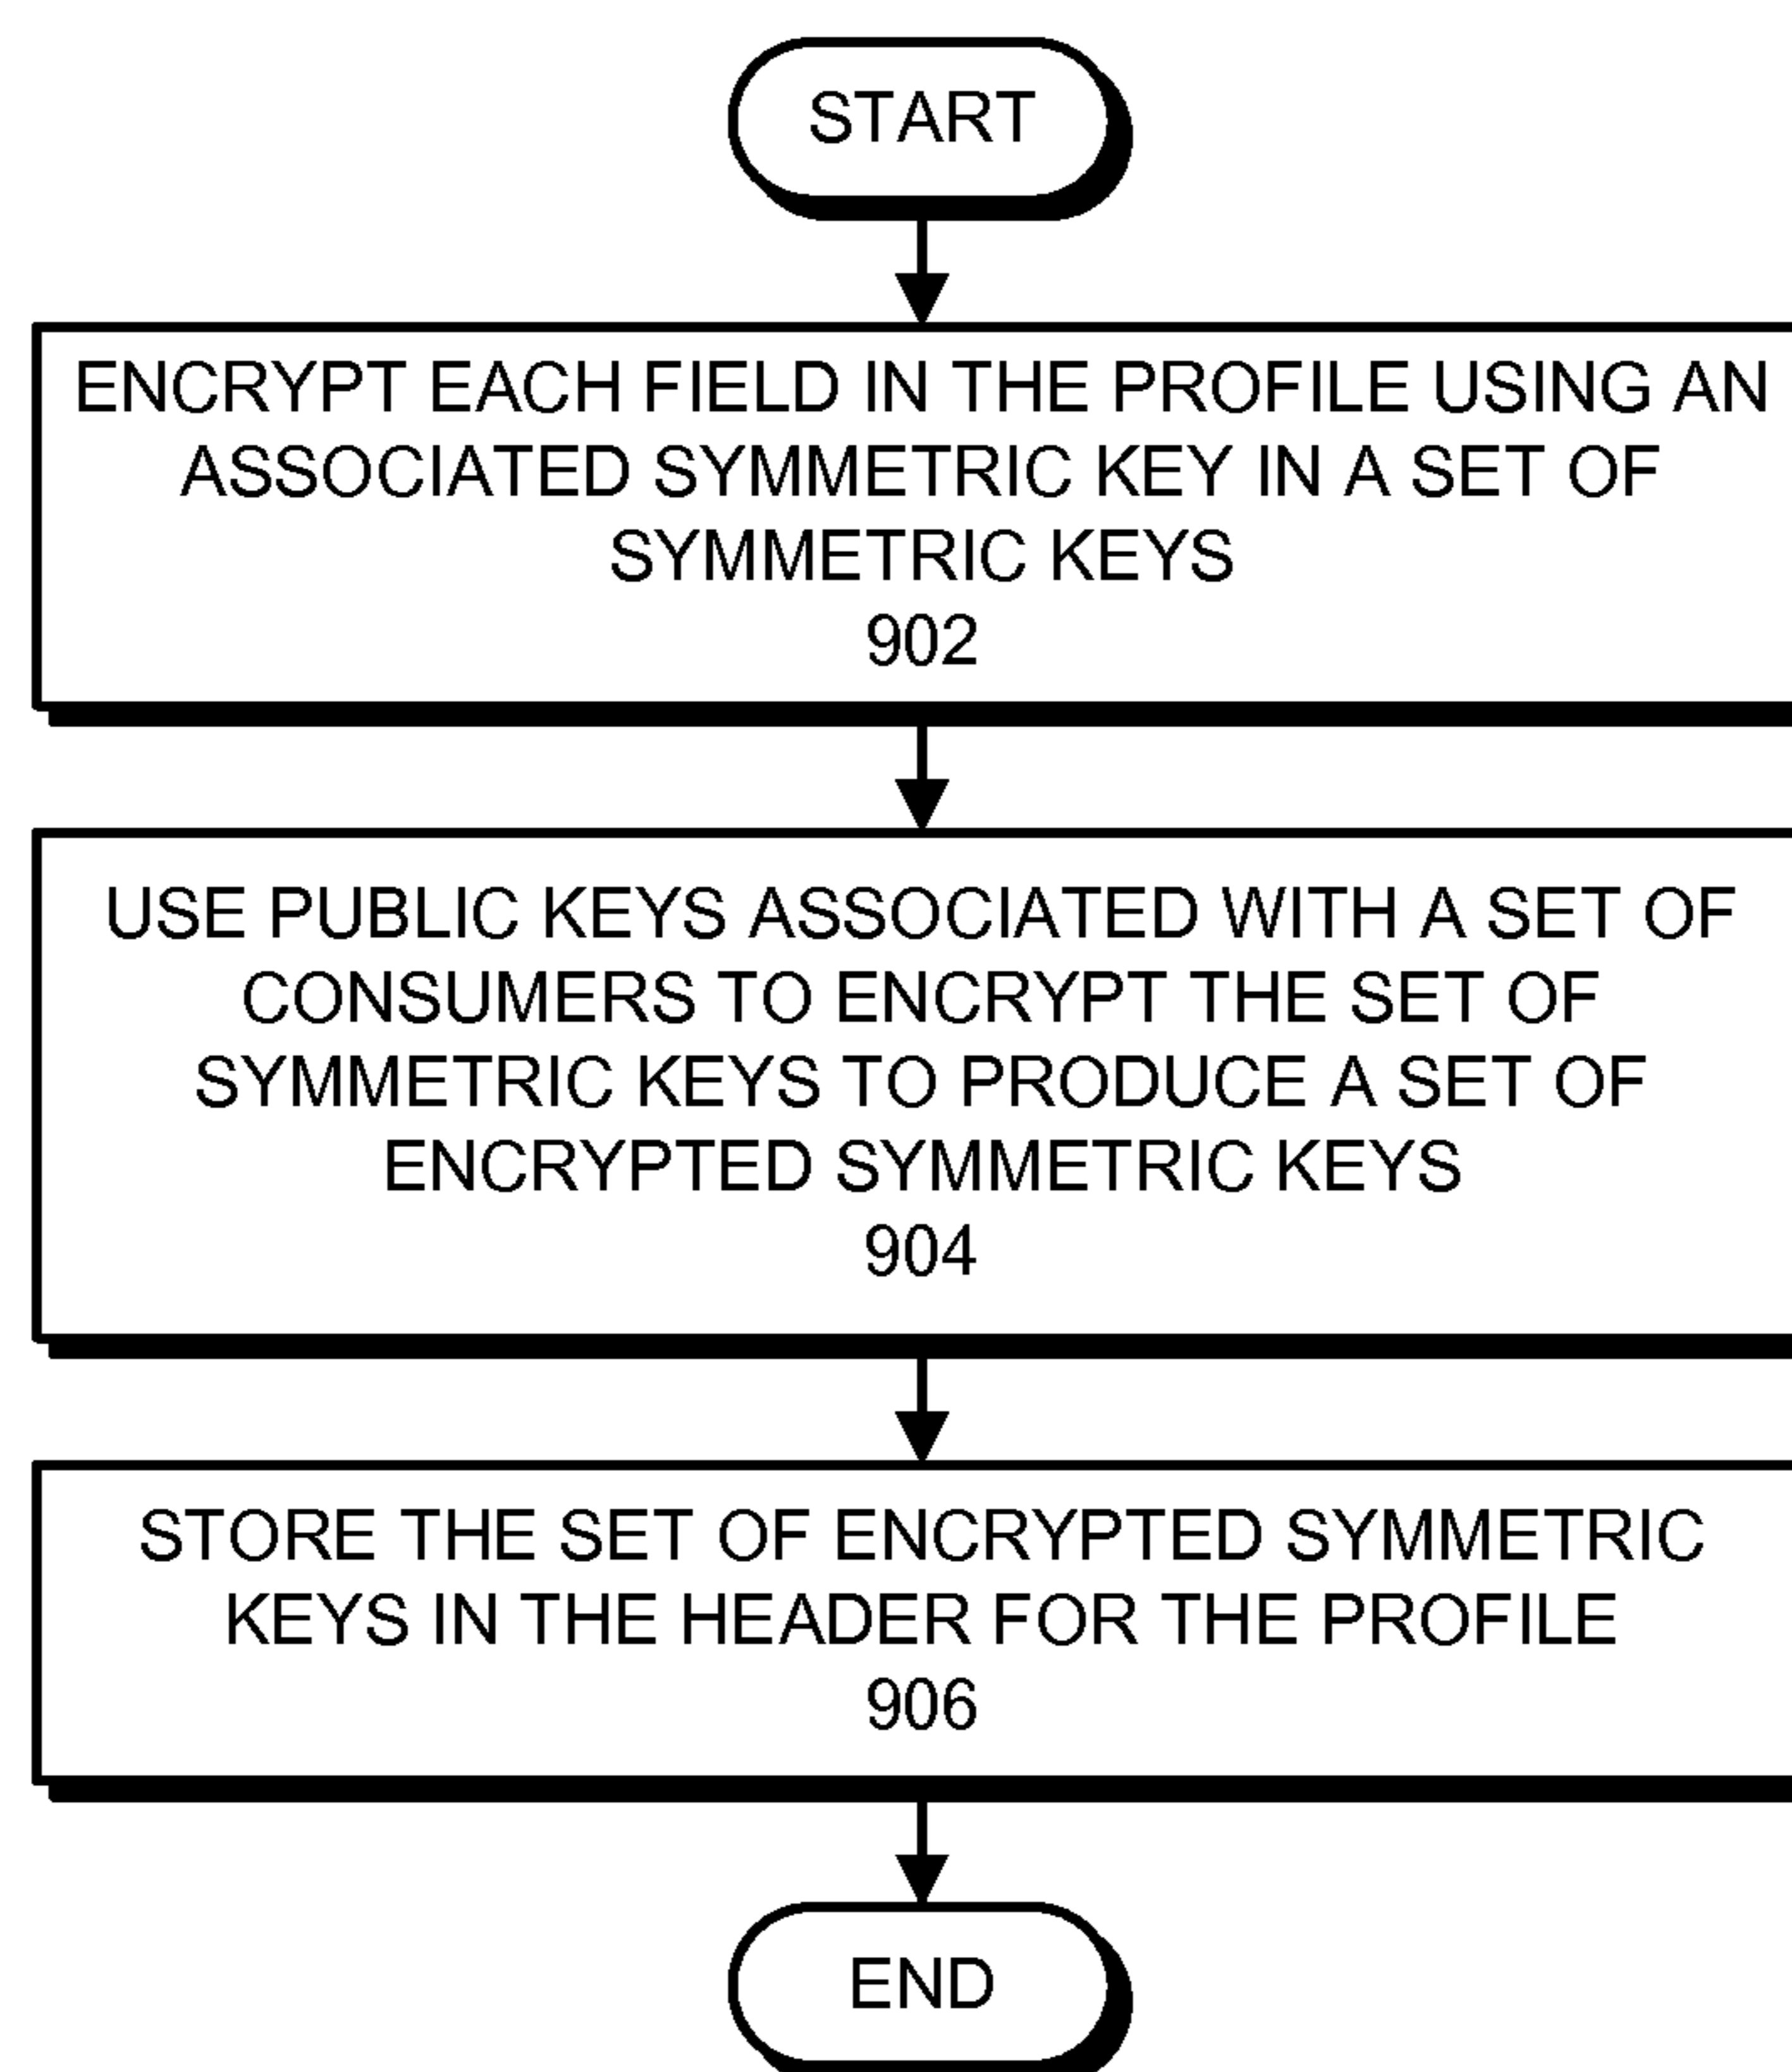 START
ENCRYPT EACH FIELD IN THE PROFILE USING AN
ASSOCIATED SYMMETRIC KEY IN A SET OF
SYMMETRIC KEYS
902
USE PUBLIC KEYS ASSOCIATED WITH A SET OF
CONSUMERS TO ENCRYPT THE SET OF
SYMMETRIC KEYS TO PRODUCE A SET OF
ENCRYPTED SYMMETRIC KEYS
904
STORE THE SET OF ENCRYPTED SYMMETRIC
KEYS IN THE HEADER FOR THE PROFILE
906
END